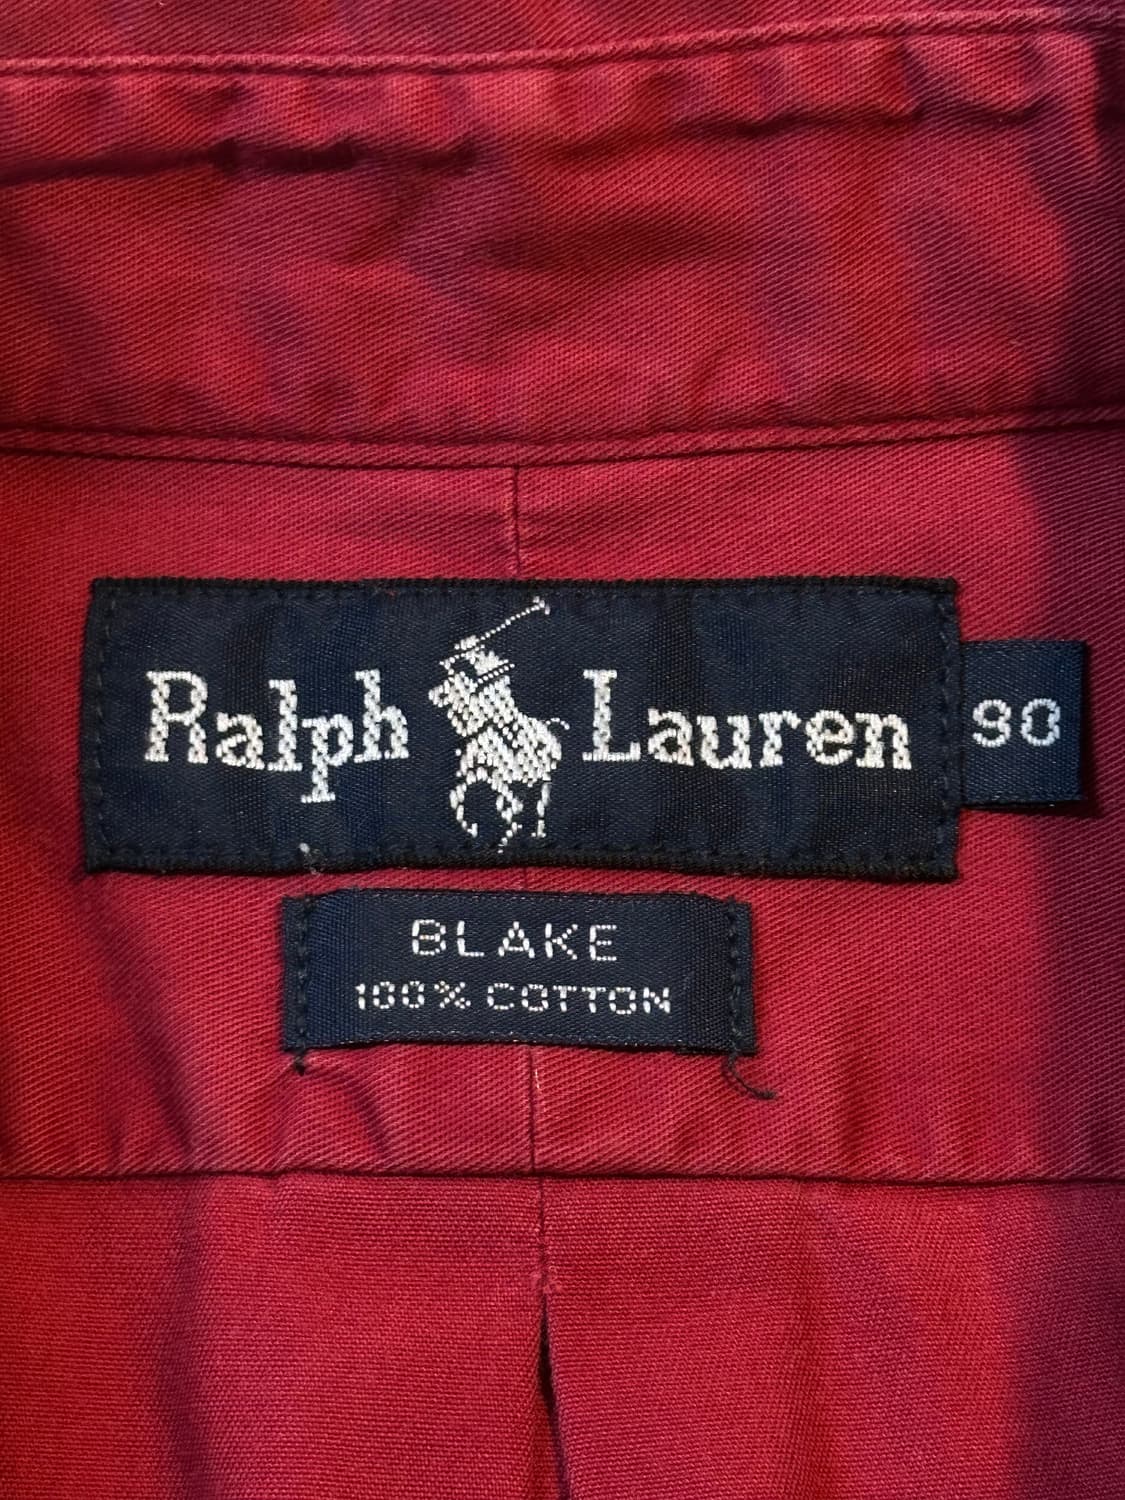 Ralph Lauren
90
BLAKE
100% COTTON